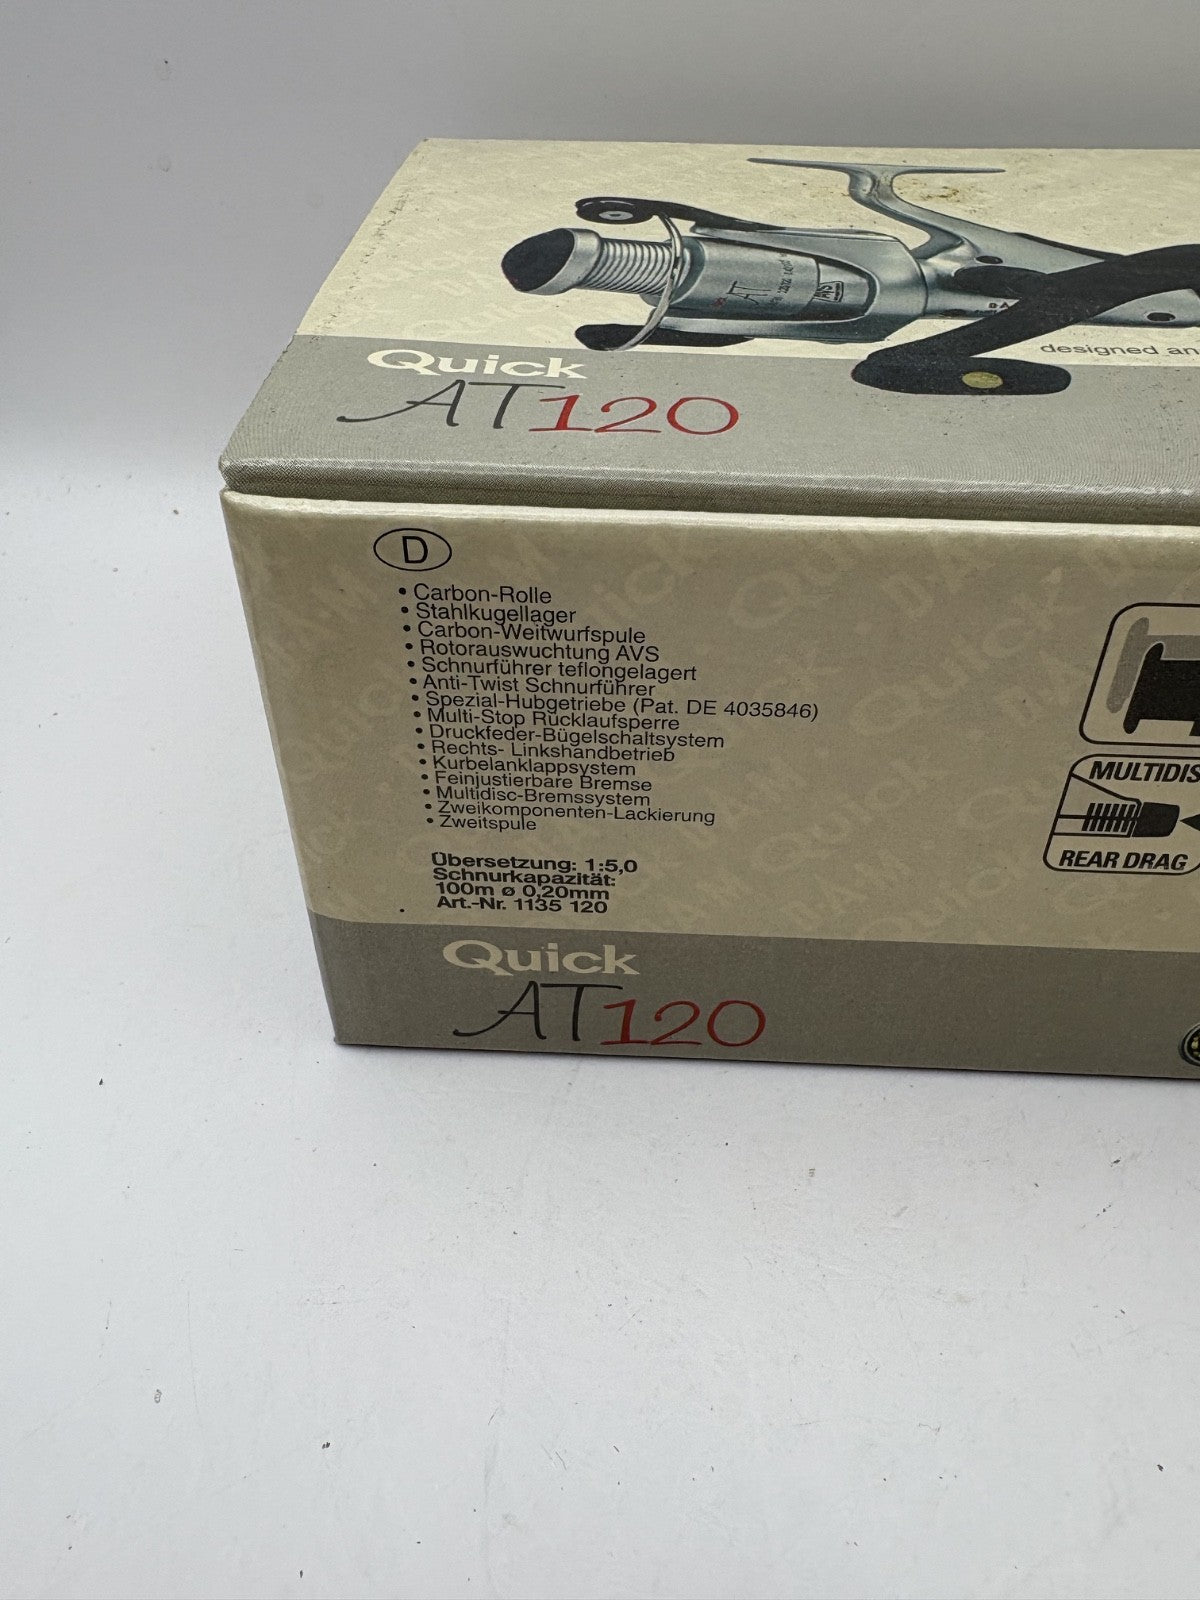 Quick
AT120
designed an
D
• Carbon-Rolle
• Stahlkugellager
• Carbon-Weitwurfspule
• Rotorauswuchtung AVS
• Schnurführer teflongelagert
• Anti-Twist Schnurführer
• Spezial-Hubgetriebe (Pat. DE 4035846)
• Multi-Stop Rücklaufsperre
• Druckfeder-Bügelschaltsystem
• Rechts- Linkshandbetrieb
• Kurbelanklappsystem
• Feinjustierbare Bremse
• Multidisc-Bremssystem
• Zweikomponenten-Lackierung
• Zweitspule
Übersetzung: 1:5,0
Schnurkapazität:
100m ø 0,20mm
Art.-Nr. 1135 120
MULTIDIS
REAR DRAG
Quick
AT120